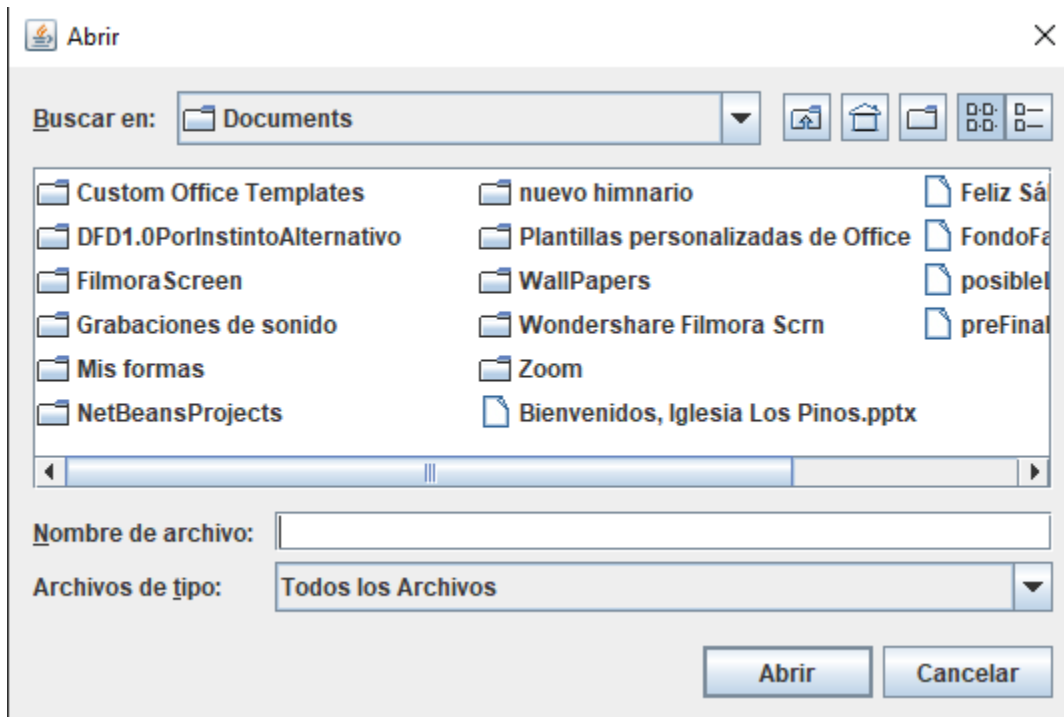 Abrir
Buscar en: Documents
Custom Office Templates
DFD1.0PorInstintoAlternativo
FilmoraScreen
Grabaciones de sonido
Mis formas
NetBeansProjects
nuevo himnario
Plantillas personalizadas de Office
WallPapers
Wondershare Filmora Scrn
Zoom
Bienvenidos, Iglesia Los Pinos.pptx
Feliz
preFinal
Nombre de archivo:
Archivos de tipo: Todos los Archivos
Abrir Cancelar